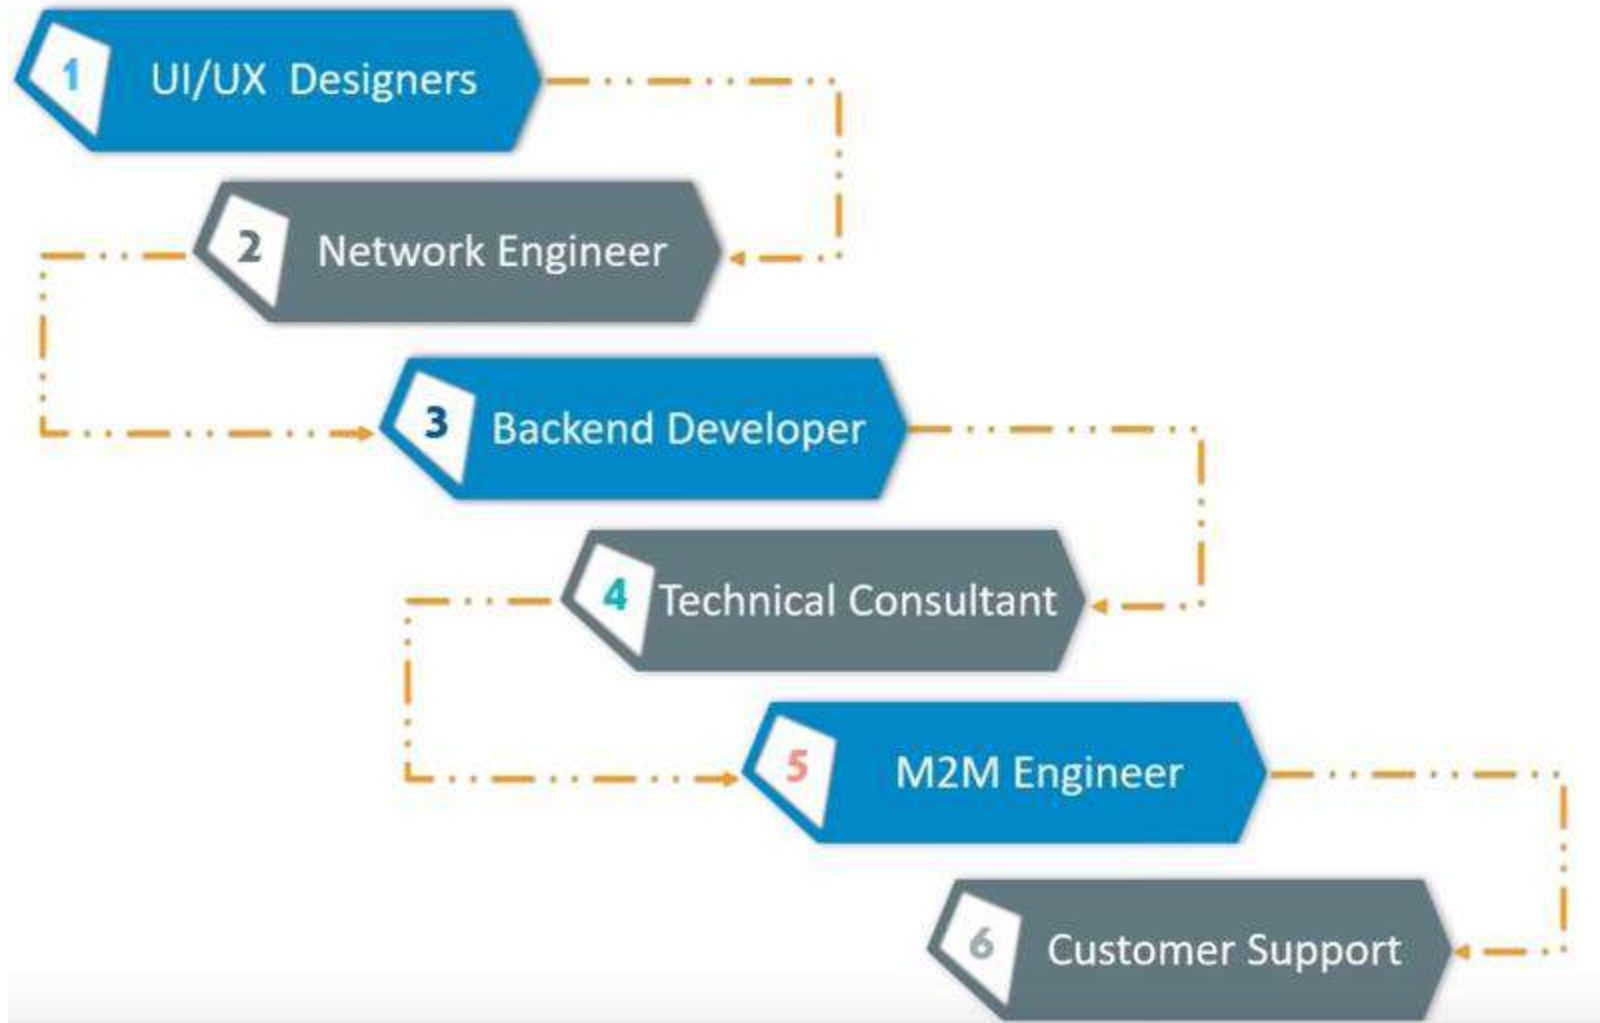 1
UI/UX Designers
2
Network Engineer
3
Backend Developer
4
Technical Consultant
5
M2M Engineer
6
Customer Support